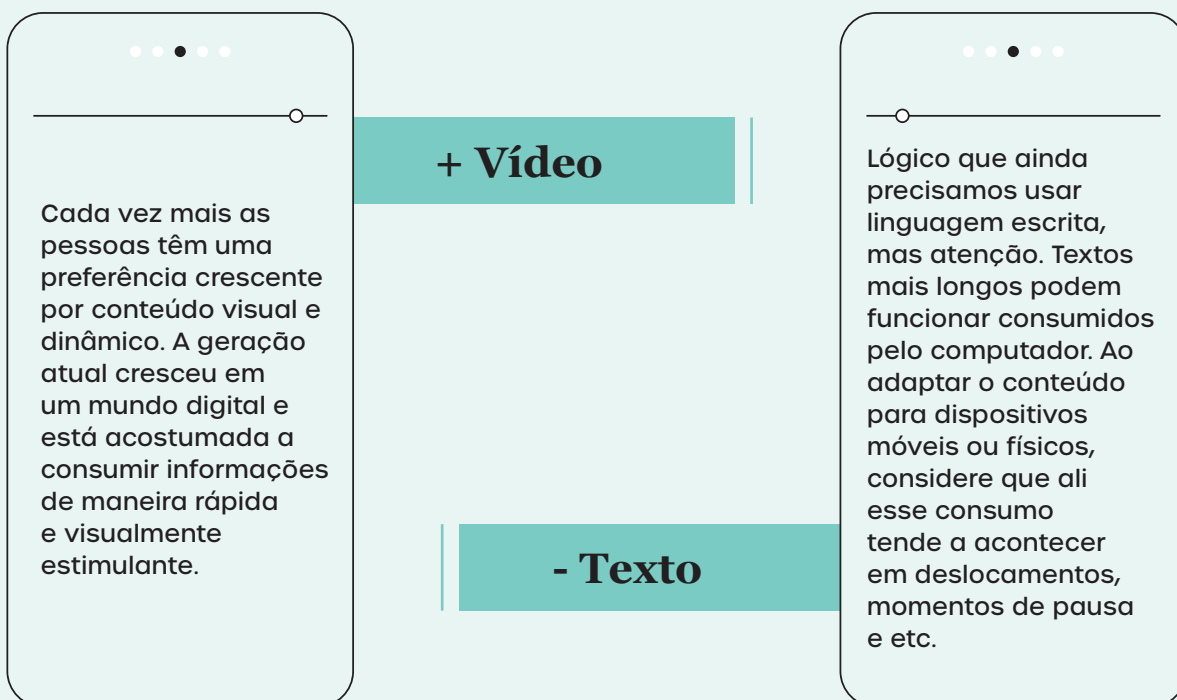 + Vídeo
Cada vez mais as
pessoas têm uma
preferência crescente
por conteúdo visual e
dinâmico. A geração
atual cresceu em
um mundo digital e
está acostumada a
consumir informações
de maneira rápida
e visualmente
estimulante.
- Texto
Lógico que ainda
precisamos usar
linguagem escrita,
mas atenção. Textos
mais longos podem
funcionar consumidos
pelo computador. Ao
adaptar o conteúdo
para dispositivos
móveis ou físicos,
considere que ali
esse consumo
tende a acontecer
em deslocamentos,
momentos de pausa
e etc.